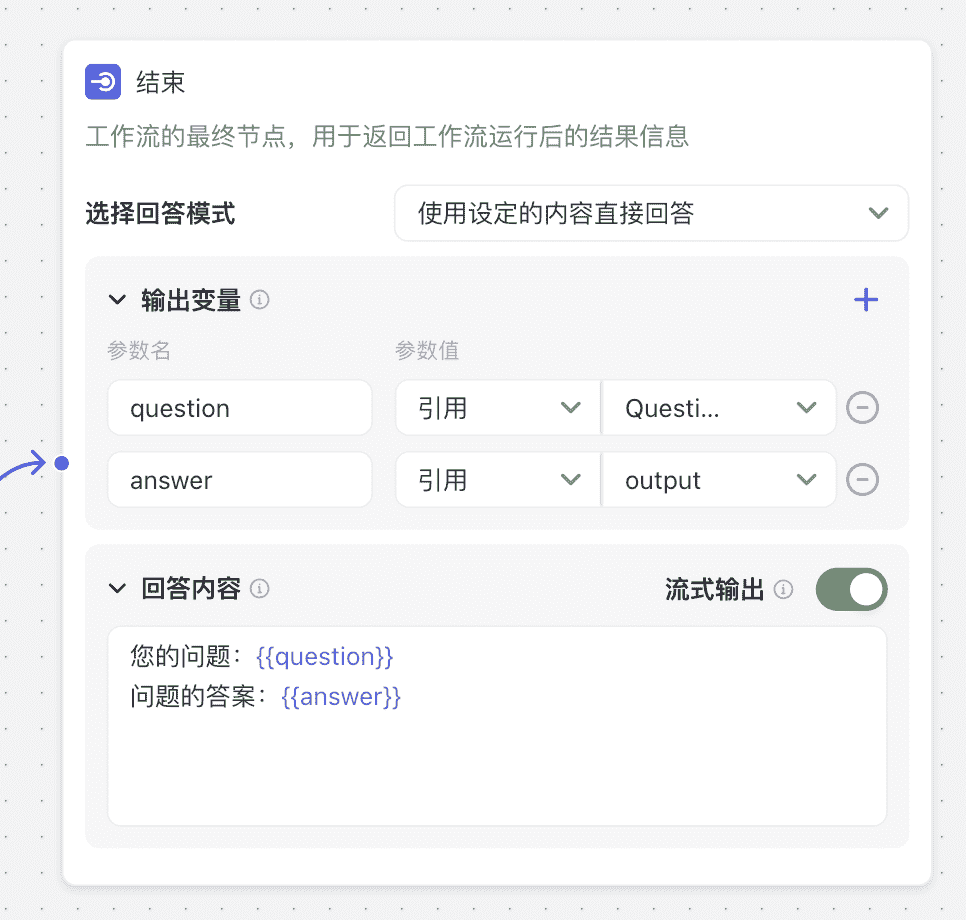 结束
工作流的最终节点，用于返回工作流运行后的结果信息
选择回答模式 使用设定的内容直接回答
输出变量
参数名 参数值
question 引用 Questi...
answer 引用 output
回答内容 流式输出
您的问题：{{question}}
问题的答案：{{answer}}